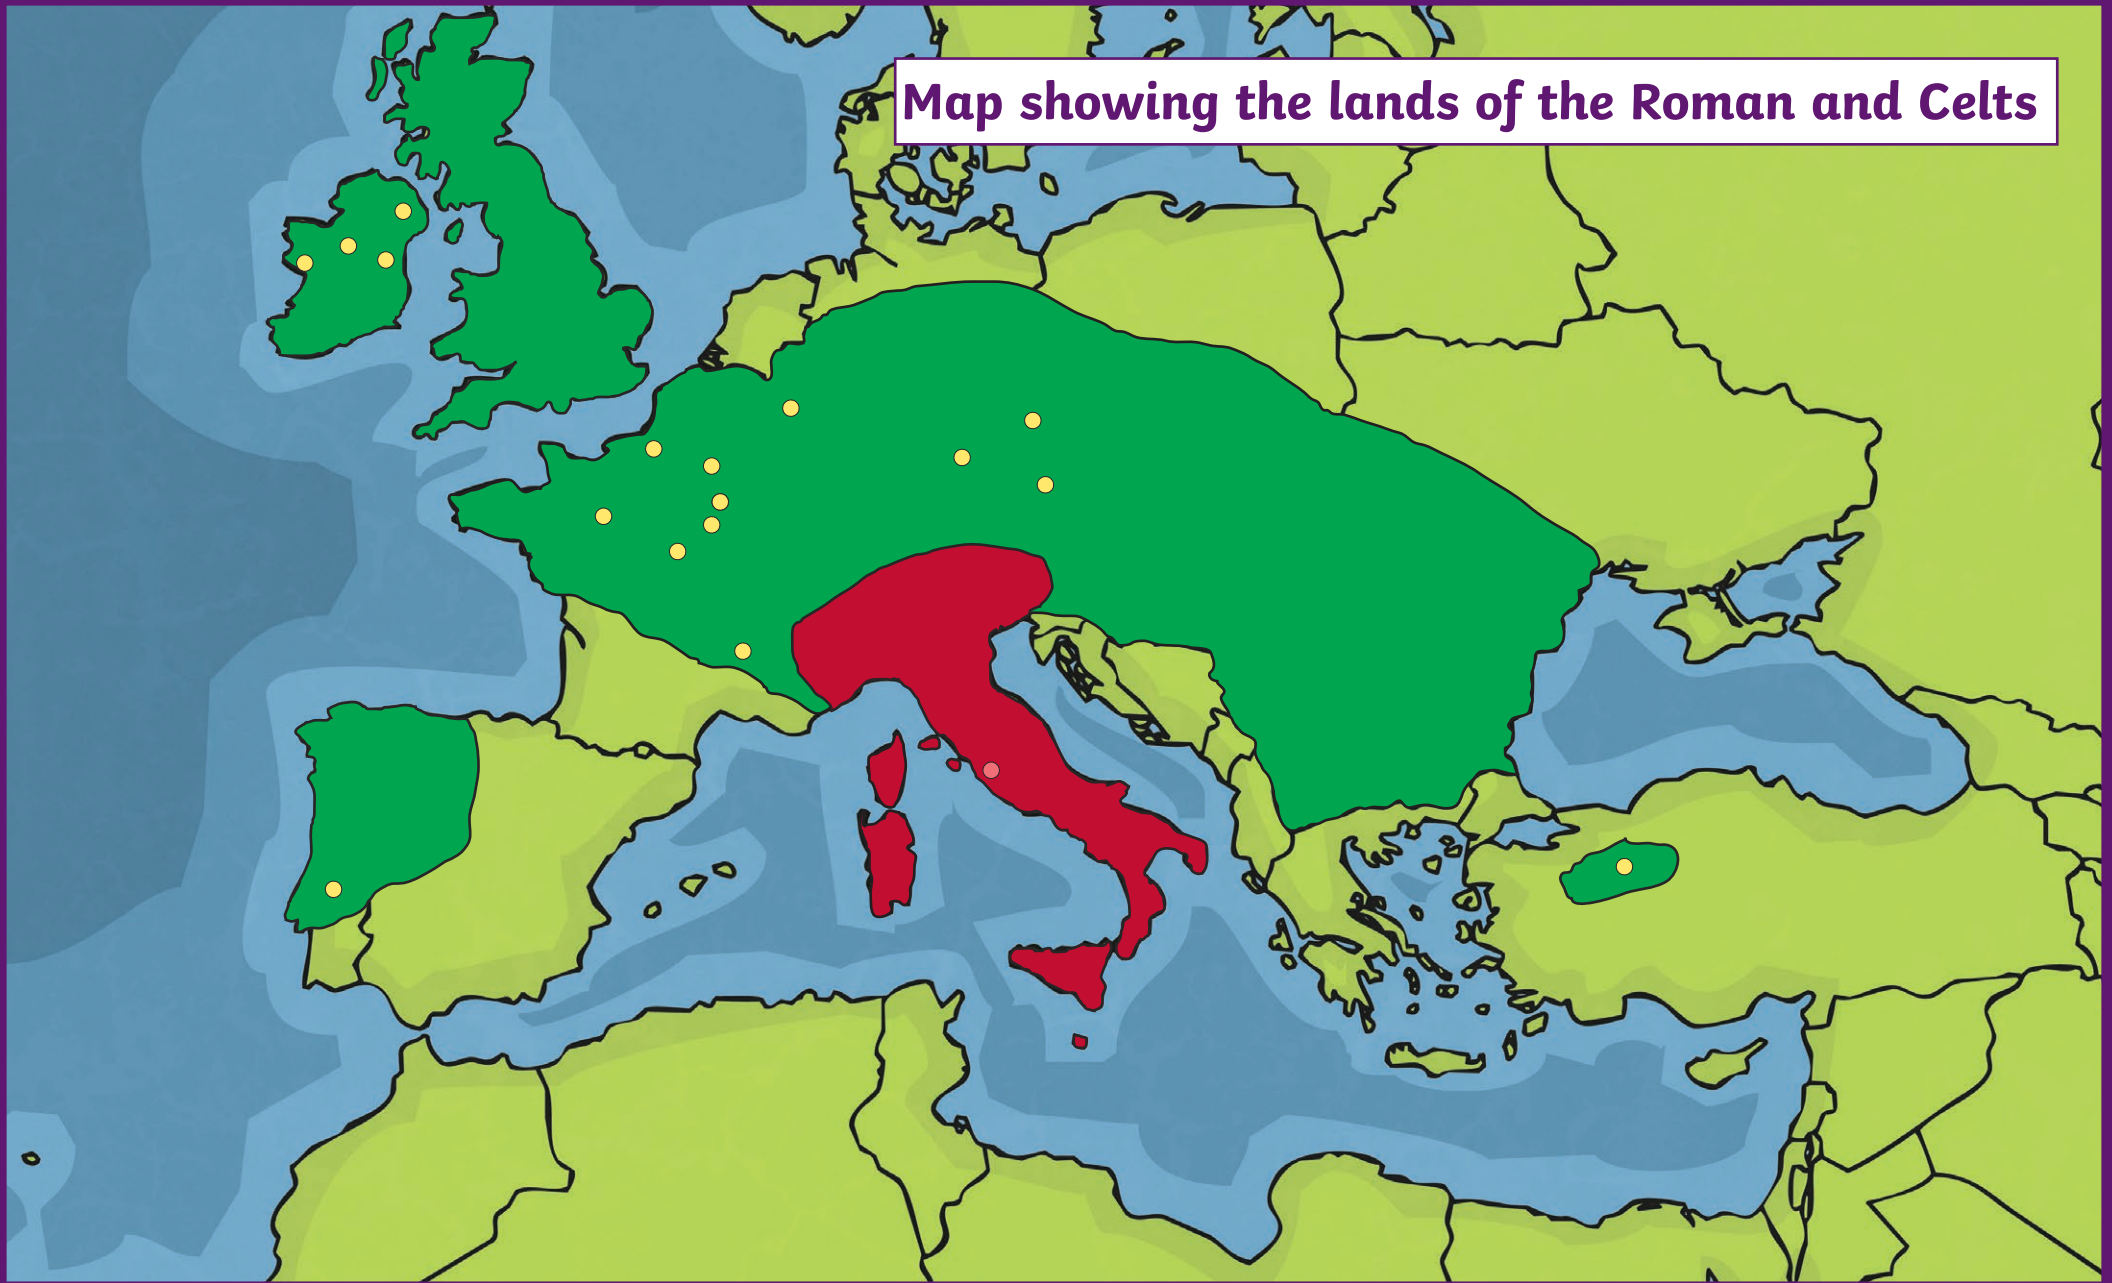 Map showing the lands of the Roman and Celts